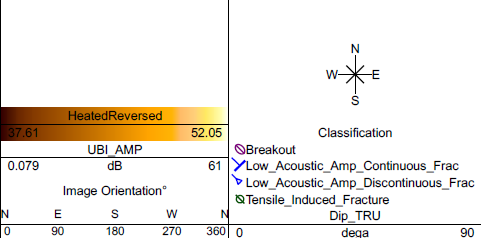 HeatedReversed
37.61 52.05
UBI_AMP
0.079 dB 61
Image Orientation°
N E S W N
0 90 180 270 360
N
W E
S
Classification
Breakout
Low_Acoustic_Amp_Continuous_Frac
Low_Acoustic_Amp_Discontinuous_Frac
Tensile_Induced_Fracture
Dip_TRU
0 dega 90